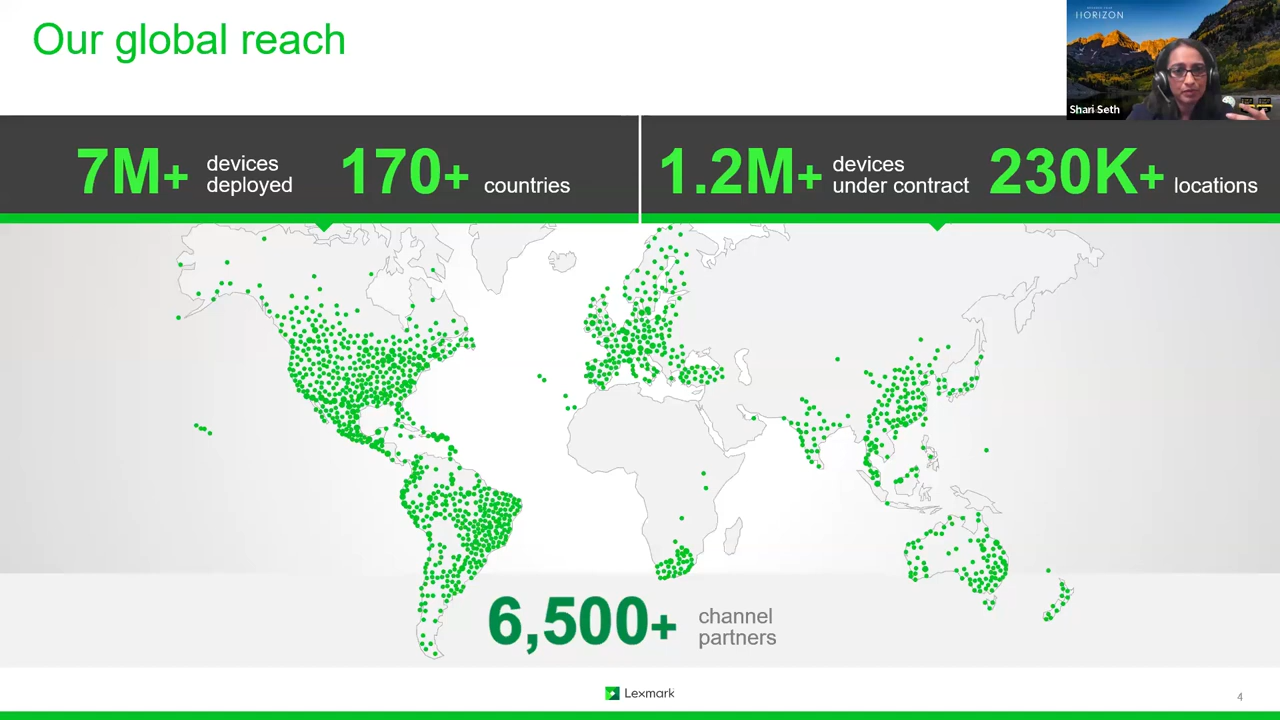 Our global reach
HORIZON
Shari Seth
7M+ devices deployed
170+ countries
1.2M+ devices under contract
230K+ locations
6,500+ channel partners
Lexmark
4